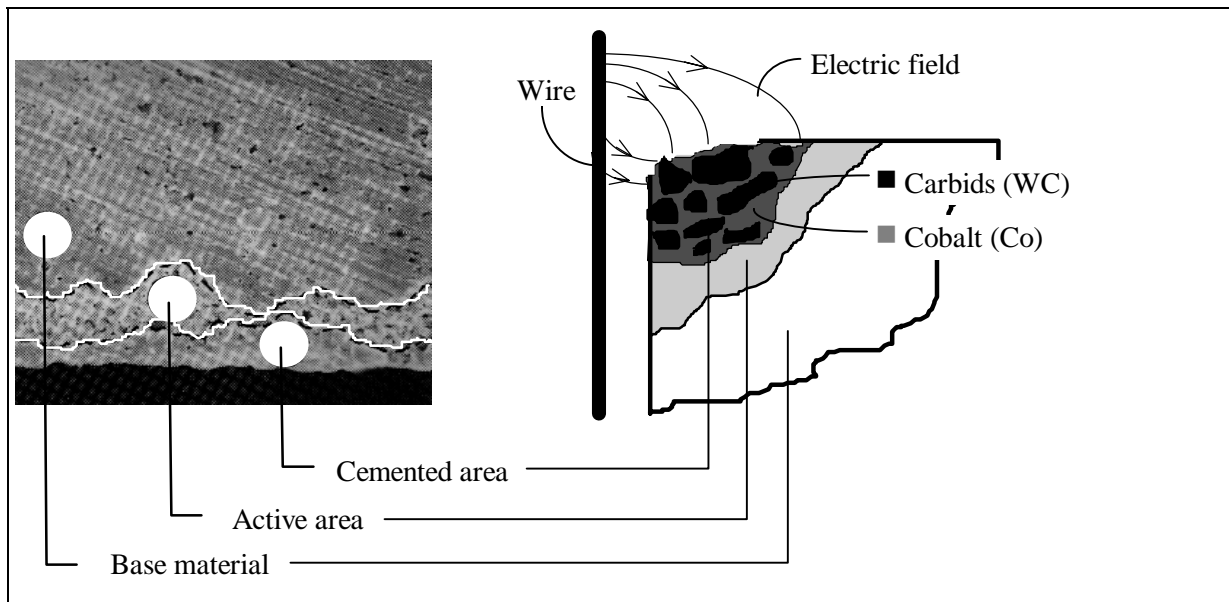 Electric field
Wire
Carbids (WC)
Cobalt (Co)
Cemented area
Active area
Base material